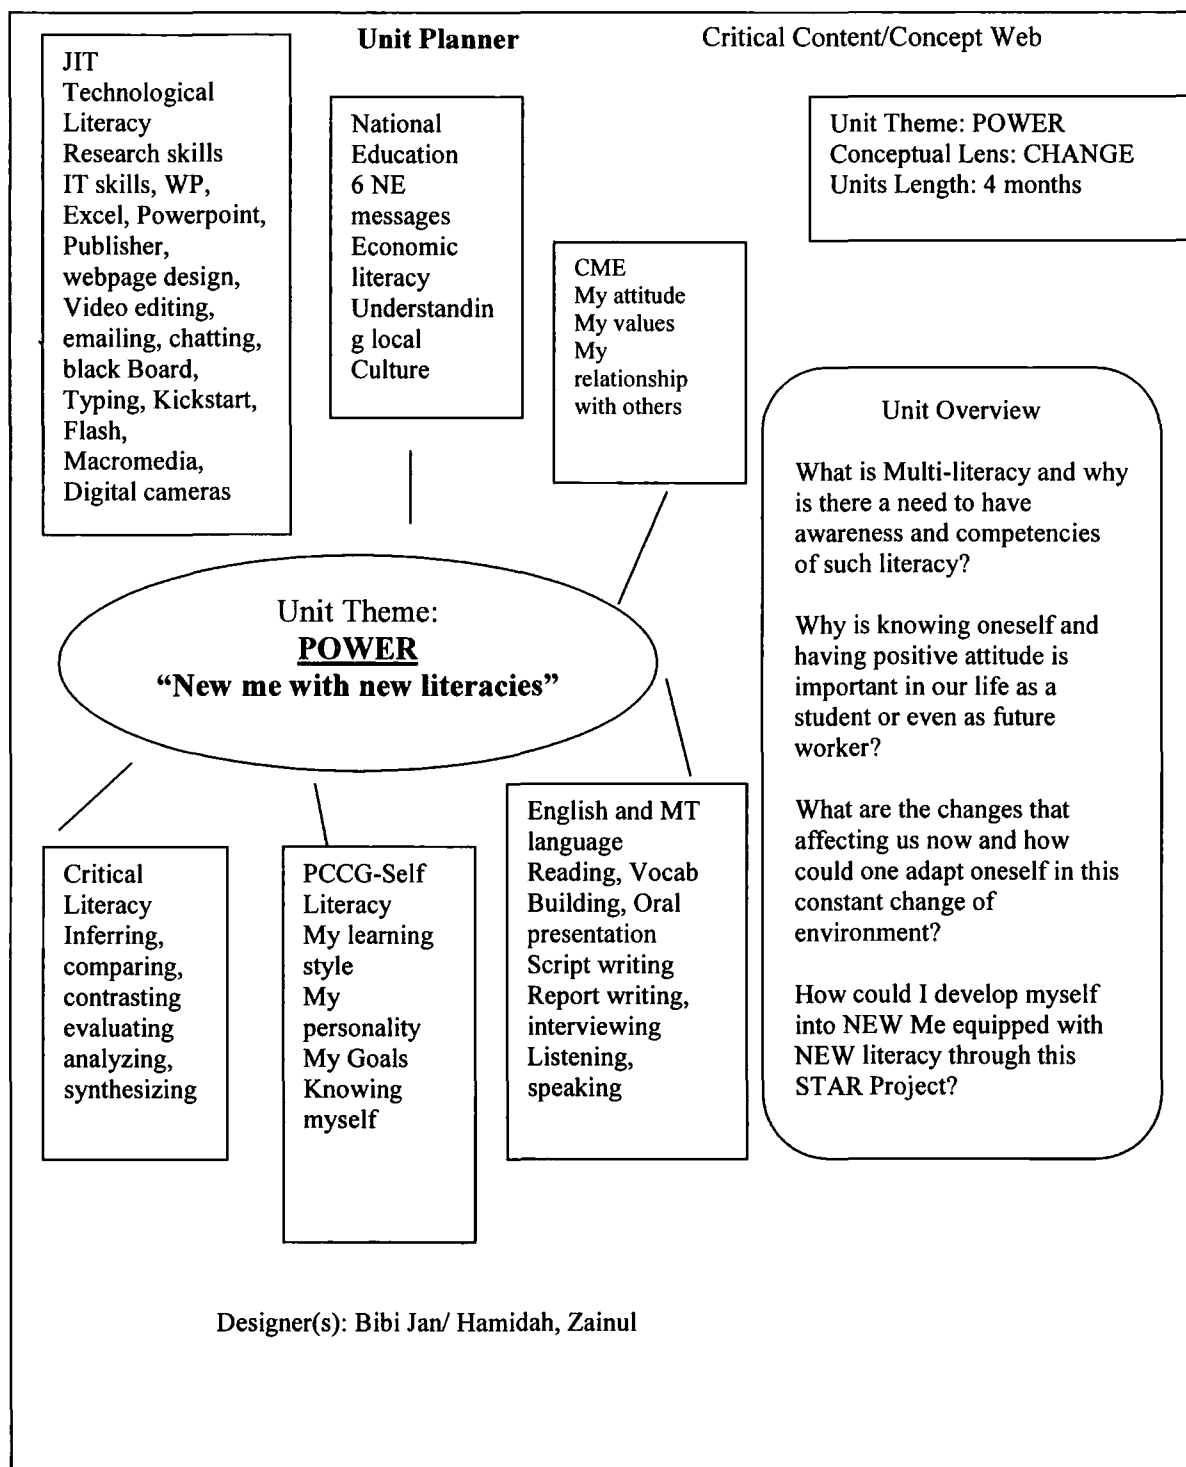 Unit Planner
Critical Content/Concept Web
JIT
Technological
Literacy
Research skills
IT skills, WP,
Excel, Powerpoint,
Publisher,
webpage design,
Video editing,
emailing, chatting,
black Board,
Typing, Kickstart,
Flash,
Macromedia,
Digital cameras
National
Education
6 NE
messages
Economic
literacy
Understandin
g local
Culture
CME
My attitude
My values
My
relationship
with others
Unit Theme: POWER
Conceptual Lens: CHANGE
Units Length: 4 months
Unit Theme:
POWER
“New me with new literacies”
Unit Overview
What is Multi-literacy and why
is there a need to have
awareness and competencies
of such literacy?
Why is knowing oneself and
having positive attitude is
important in our life as a
student or even as future
worker?
What are the changes that
affecting us now and how
could one adapt oneself in this
constant change of
environment?
How could I develop myself
into NEW Me equipped with
NEW literacy through this
STAR Project?
Critical
Literacy
Inferring,
comparing,
contrasting
evaluating
analyzing,
synthesizing
PCCG-Self
Literacy
My learning
style
My
personality
My Goals
Knowing
myself
English and MT
language
Reading, Vocab
Building, Oral
presentation
Script writing
Report writing,
interviewing
Listening,
speaking
Designer(s): Bibi Jan/ Hamidah, Zainul